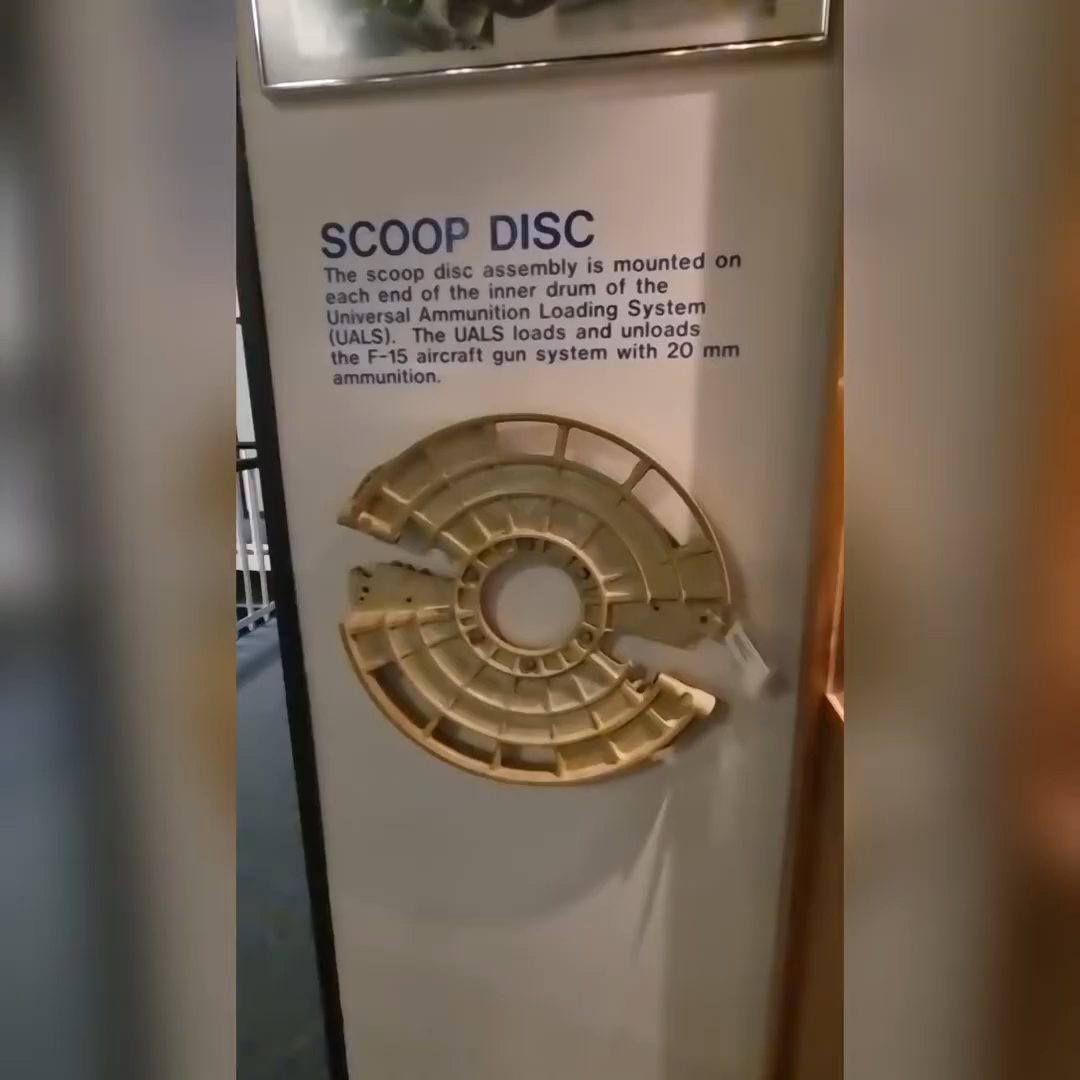 SCOOP DISC
The scoop disc assembly is mounted on
each end of the inner drum of the
Universal Ammunition Loading System
(UALS). The UALS loads and unloads
the F-15 aircraft gun system with 20 mm
ammunition.